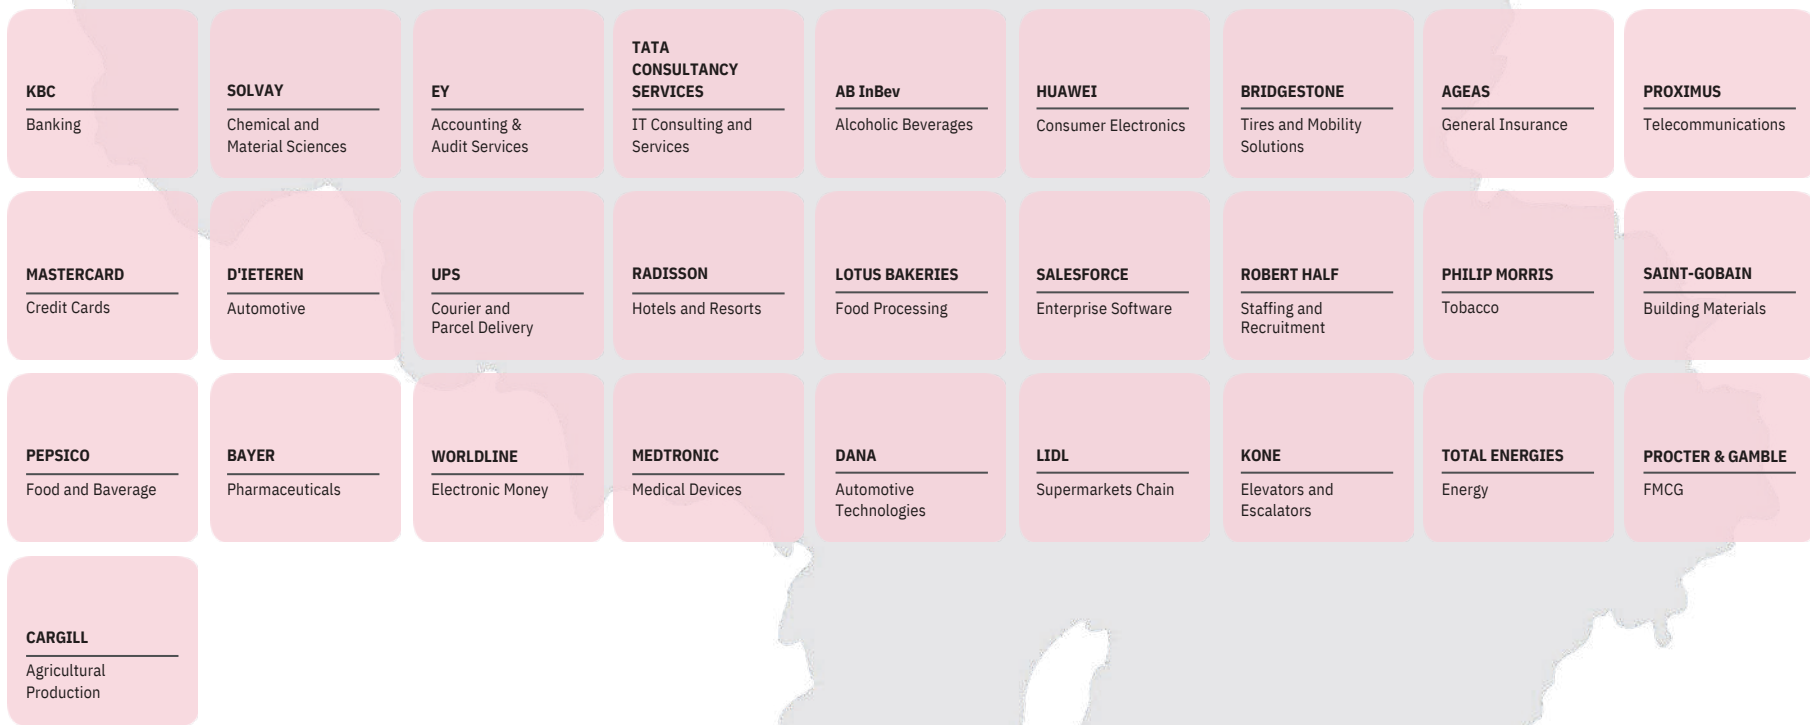 KBC
Banking
SOLVAY
Chemical and
Material Sciences
EY
Accounting &
Audit Services
TATA
CONSULTANCY
SERVICES
IT Consulting and
Services
AB InBev
Alcoholic Beverages
HUAWEI
Consumer Electronics
BRIDGESTONE
Tires and Mobility
Solutions
AGEAS
General Insurance
PROXIMUS
Telecommunications
MASTERCARD
Credit Cards
D'IETEREN
Automotive
UPS
Courier and
Parcel Delivery
RADISSON
Hotels and Resorts
LOTUS BAKERIES
Food Processing
SALESFORCE
Enterprise Software
ROBERT HALF
Staffing and
Recruitment
PHILIP MORRIS
Tobacco
SAINT-GOBAIN
Building Materials
PEPSICO
Food and Baverage
BAYER
Pharmaceuticals
WORLDLINE
Electronic Money
MEDTRONIC
Medical Devices
DANA
Automotive
Technologies
LIDL
Supermarkets Chain
KONE
Elevators and
Escalators
TOTAL ENERGIES
Energy
PROCTER & GAMBLE
FMCG
CARGILL
Agricultural
Production